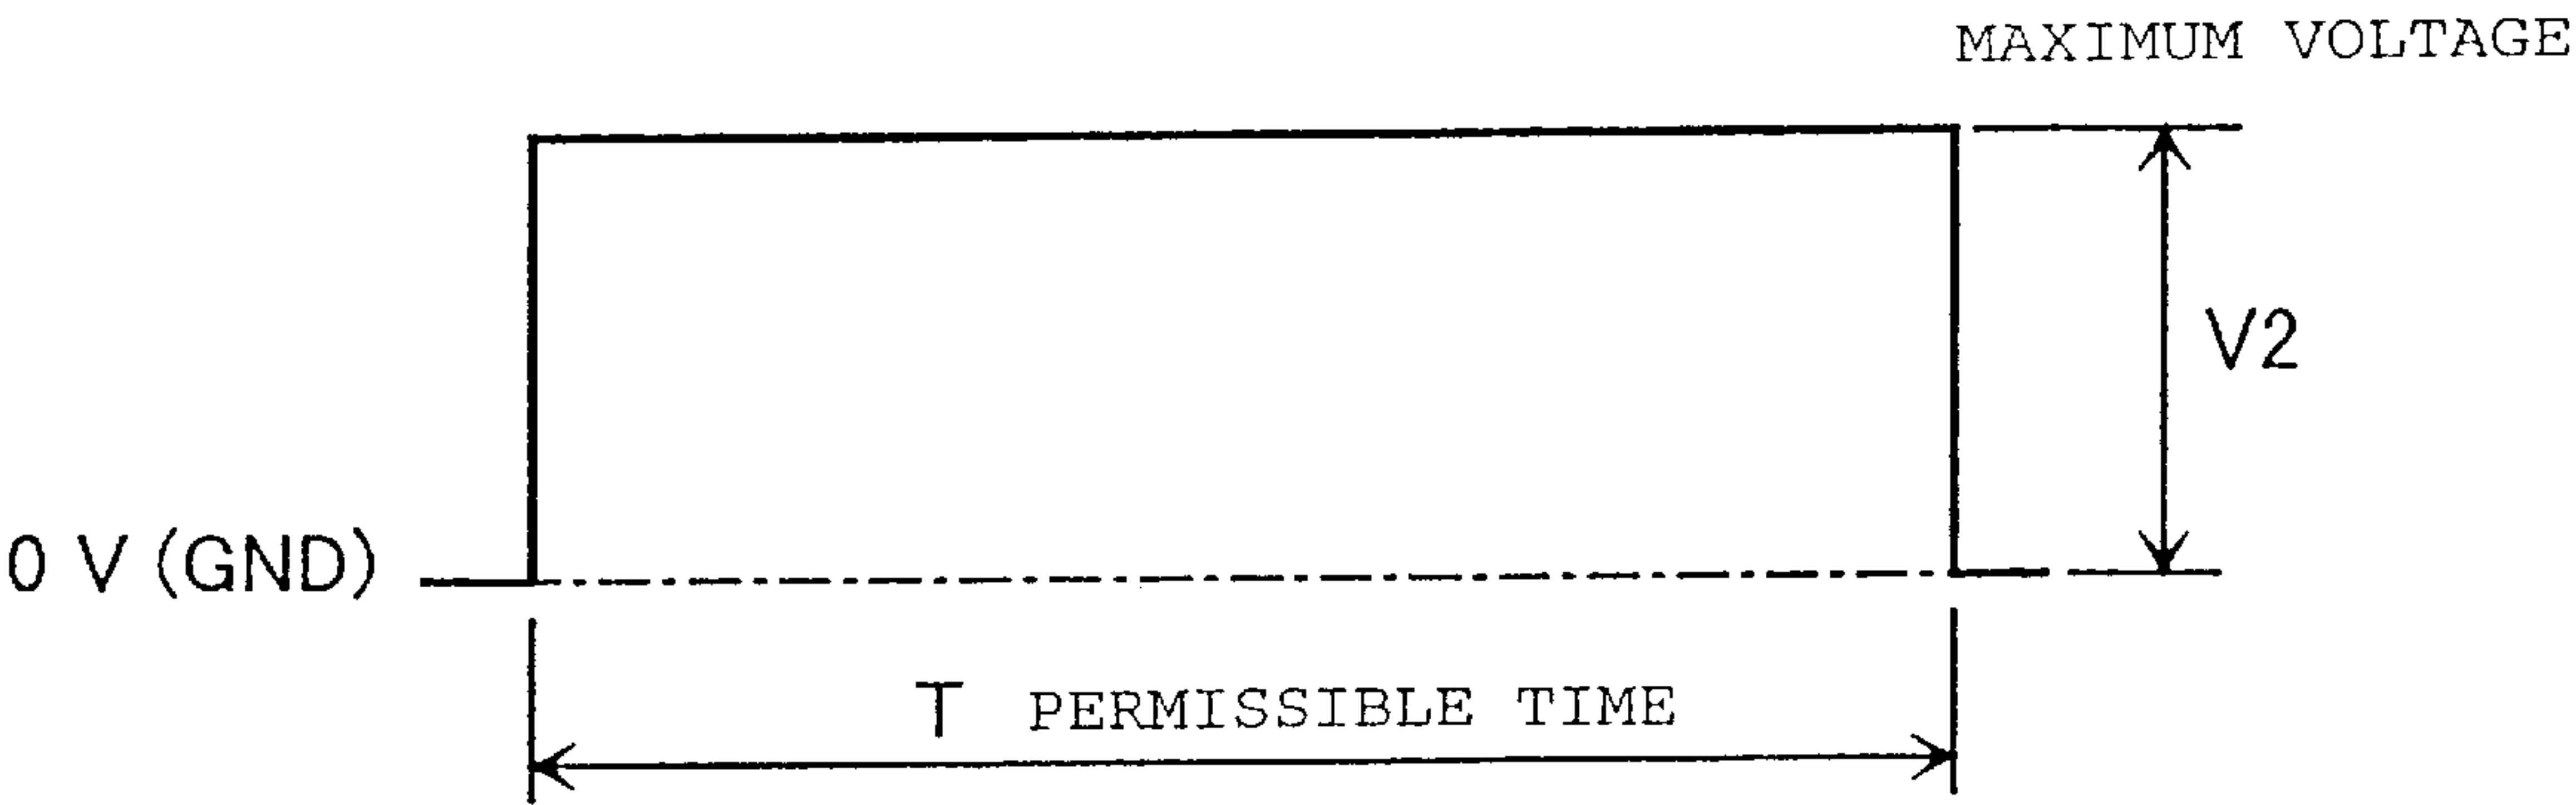 MAXIMUM VOLTAGE
V2
0 V (GND)
T PERMISSIBLE TIME